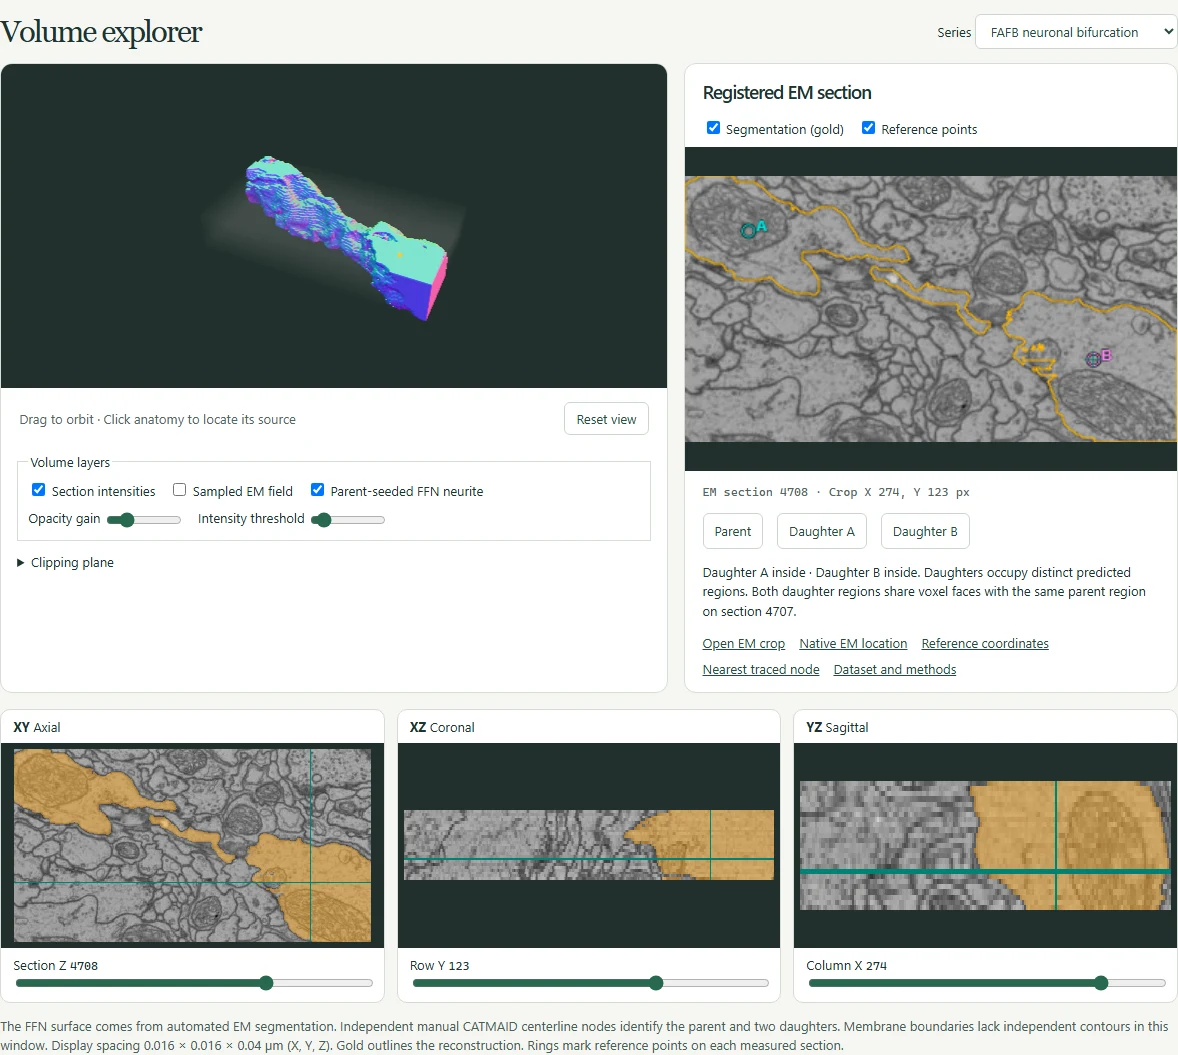 Volume explorer
Series FAFB neuronal bifurcation
Registered EM section
Segmentation (gold) Reference points
A
B
Drag to orbit · Click anatomy to locate its source
Reset view
Volume layers
Section intensities Sampled EM field Parent-seeded FFN neurite
Opacity gain Intensity threshold
Clipping plane
EM section 4708 · Crop X 274, Y 123 px
Parent Daughter A Daughter B
Daughter A inside · Daughter B inside. Daughters occupy distinct predicted
regions. Both daughter regions share voxel faces with the same parent region
on section 4707.
Open EM crop Native EM location Reference coordinates
Nearest traced node Dataset and methods
XY Axial
XZ Coronal
YZ Sagittal
Section Z 4708
Row Y 123
Column X 274
The FFN surface comes from automated EM segmentation. Independent manual CATMAID centerline nodes identify the parent and two daughters. Membrane boundaries lack independent contours in this
window. Display spacing 0.016 × 0.016 × 0.04 µm (X, Y, Z). Gold outlines the reconstruction. Rings mark reference points on each measured section.